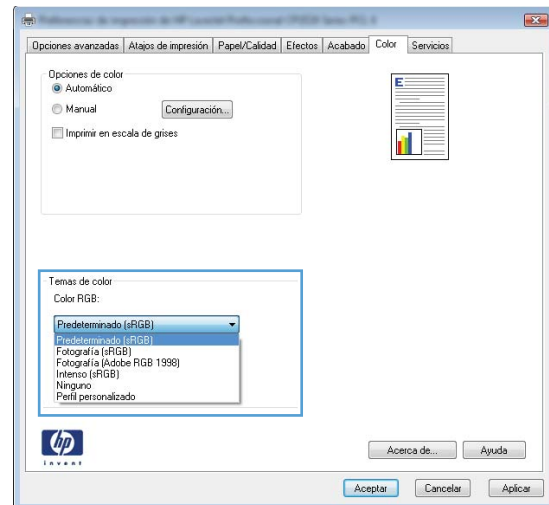 Opciones avanzadas Atajos de impresión Papel/Calidad Efectos Acabado Color Servicios
Opciones de color
Automático
Manual Configuración...
Imprimir en escala de grises
E
Temas de color
Color RGB:
Predeterminado (sRGB)
Predeterminado (sRGB)
Fotografía (sRGB)
Fotografía (Adobe RGB 1998)
Intenso (sRGB)
Ninguno
Perfil personalizado
hp
invent
Acerca de... Ayuda
Aceptar Cancelar Aplicar